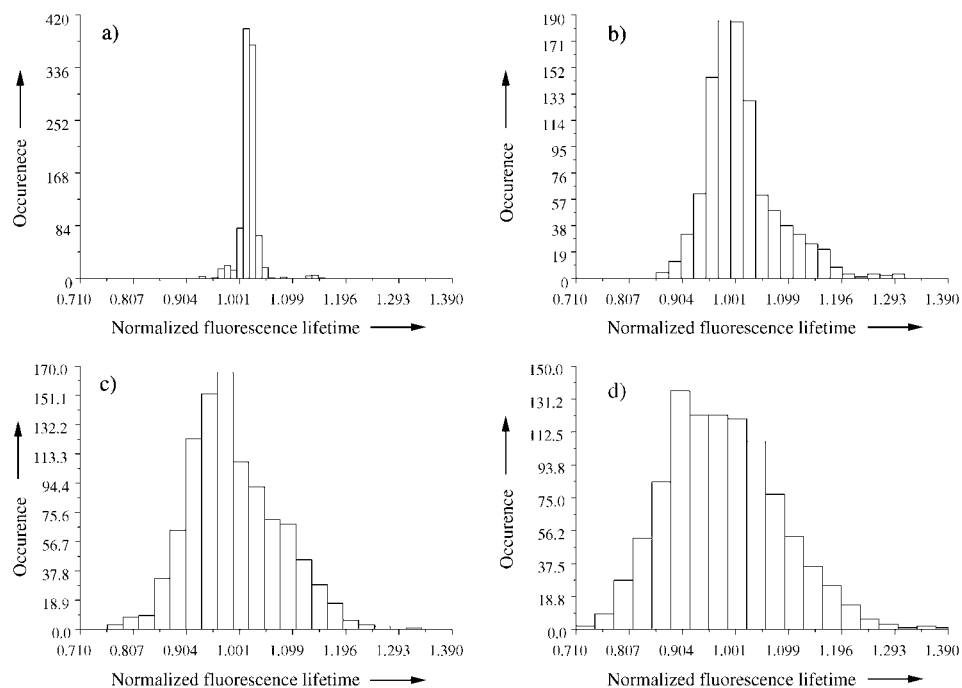 a)
420
336
252
168
84
0
Occurenece
0.710 0.807 0.904 1.001 1.099 1.196 1.293 1.390
Normalized fluorescence lifetime
b)
190
171
152
133
114
95
76
57
38
19
0
Occurence
0.710 0.807 0.904 1.001 1.099 1.196 1.293 1.390
Normalized fluorescence lifetime
c)
170.0
151.1
132.2
113.3
94.4
75.6
56.7
37.8
18.9
0.0
Occurence
0.710 0.807 0.904 1.001 1.099 1.196 1.293 1.390
Normalized fluorescence lifetime
d)
150.0
131.2
112.5
93.8
75.0
56.2
37.5
18.8
0.0
Occurence
0.710 0.807 0.904 1.001 1.099 1.196 1.293 1.390
Normalized fluorescence lifetime